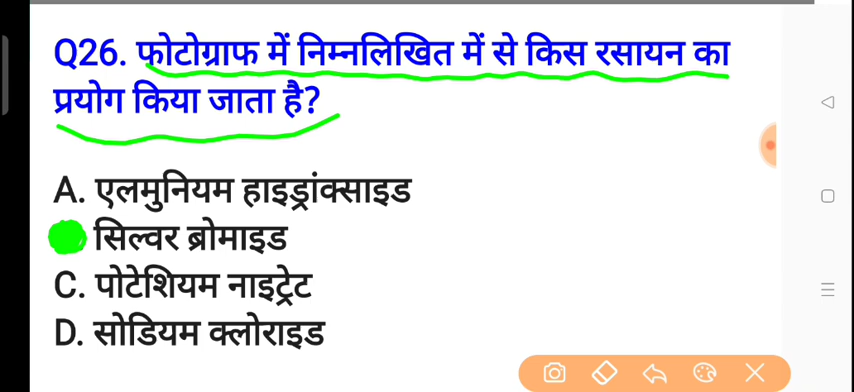 Q26. फोटोग्राफ में निम्नलिखित में से किस रसायन का
प्रयोग किया जाता है?
A. एलमुनियम हाइड्रांक्साइड
सिल्वर ब्रोमाइड
C. पोटेशियम नाइट्रेट
D. सोडियम क्लोराइड